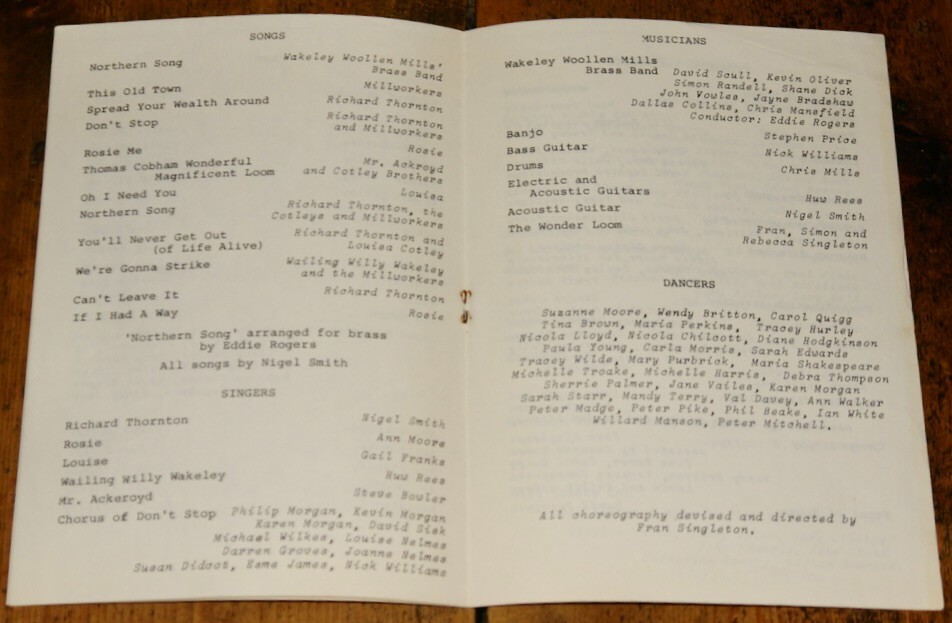 SONGS
Northern Song Wakeley Woollen Mills'
Brass Band
This Old Town Millworkers
Spread Your Wealth Around Richard Thornton
Don't Stop Richard Thornton
and Millworkers
Rosie Me Rosie
Thomas Cobham Wonderful Mr. Ackroyd
Magnificent Loom and Cotley Brothers
Oh I Need You Louisa
Northern Song Richard Thornton, the
Cotleys and Millworkers
You'll Never Get Out Richard Thornton and
(of Life Alive) Louisa Cotley
We're Gonna Strike Wailing Willy Wakeley
and the Millworkers
Can't Leave It Richard Thornton
If I Had A Way Rosie
'Northern Song' arranged for brass
by Eddie Rogers
All songs by Nigel Smith
SINGERS
Richard Thornton Nigel Smith
Rosie Ann Moore
Louise Gail Franks
Wailing Willy Wakeley Huw Rees
Mr. Ackeroyd Steve Bowler
Chorus of Don't Stop Philip Morgan, Kevin Morgan
Karen Morgan, David Sisk
Michael Wilkes, Louise Nelmes
Darren Groves, Joanne Nelmes
Susan Didcot, Esme James, Nick Williams
MUSICIANS
Wakeley Woollen Mills
Brass Band David Scull, Kevin Oliver
Simon Randell, Shane Dick
John Vowles, Jayne Bradshaw
Dallas Collins, Chris Mansfield
Conductor: Eddie Rogers
Banjo Stephen Price
Bass Guitar Nick Williams
Drums Chris Mills
Electric and
Acoustic Guitars Huw Rees
Acoustic Guitar Nigel Smith
The Wonder Loom Fran, Simon and
Rebecca Singleton
DANCERS
Suzanne Moore, Wendy Britton, Carol Quigg
Tina Brown, Maria Perkins, Tracey Hurley
Nicola Lloyd, Nicola Chilcott, Diane Hodgkinson
Paula Young, Carla Morris, Sarah Edwards
Tracey Wilde, Mary Purbrick, Maria Shakespeare
Michelle Troake, Michelle Harris, Debra Thompson
Sherrie Palmer, Jane Vailes, Karen Morgan
Sarah Starr, Mandy Terry, Val Davey, Ann Walker
Peter Madge, Peter Pike, Phil Beake, Ian White
Willard Manson, Peter Mitchell.
All choreography devised and directed by
Fran Singleton.